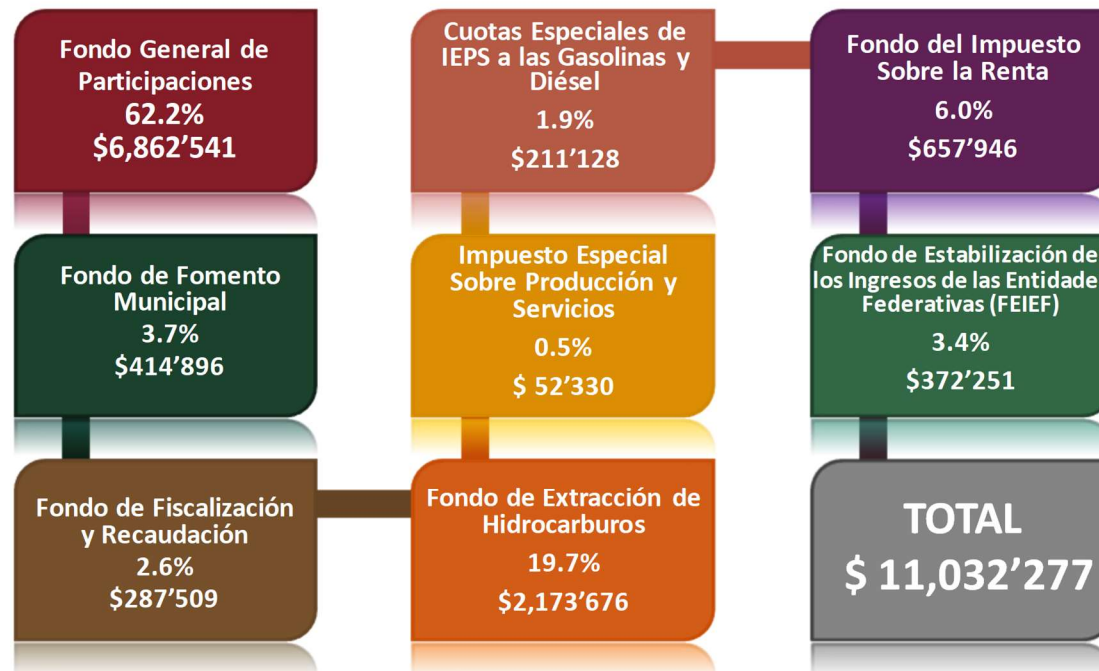 Fondo General de
Participaciones
62.2%
$6,862’541
Fondo de Fomento
Municipal
3.7%
$414’896
Fondo de Fiscalización
y Recaudación
2.6%
$287’509
Fondo de Extracción de
Hidrocarburos
19.7%
$2,173’676
Impuesto Especial
Sobre Producción y
Servicios
0.5%
$ 52’330
Cuotas Especiales de
IEPS a las Gasolinas y
Diésel
1.9%
$211’128
Fondo del Impuesto
Sobre la Renta
6.0%
$657’946
Fondo de Estabilización de
los Ingresos de las Entidade
Federativas (FEIEF)
3.4%
$372’251
TOTAL
$ 11,032’277